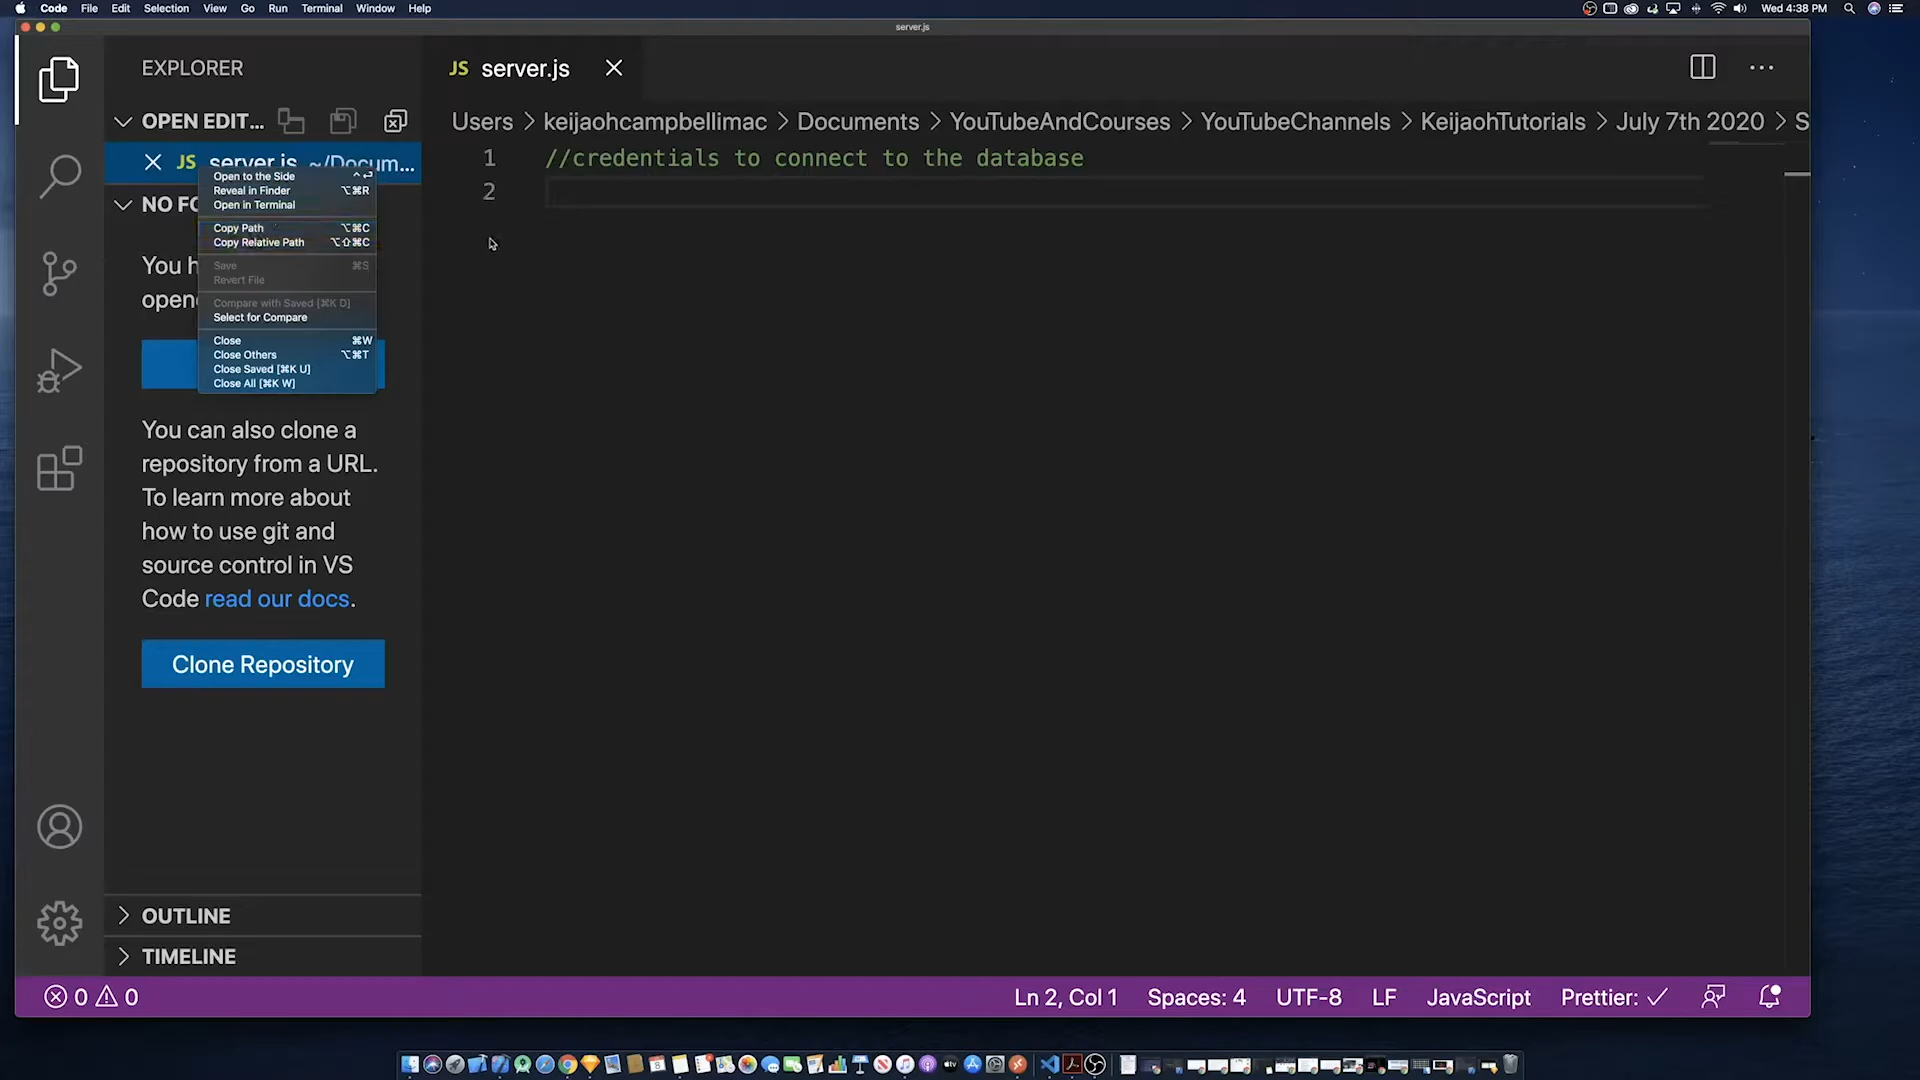 Code File Edit Selection View Go Run Terminal Window Help
Wed 4:38 PM
server.js
EXPLORER
JS server.js
OPEN EDIT...
Users > keijaohcampbellimac > Documents > YouTubeAndCourses > YouTubeChannels > KeijaohTutorials > July 7th 2020 > S
JS server.js ~/Docum...
1 //credentials to connect to the database
2
Open to the Side ^⏎
Reveal in Finder ⌥⌘R
Open in Terminal
NO FO
Copy Path ⌥⌘C
Copy Relative Path ⌥⇧⌘C
You h
Save ⌘S
Revert File
opene
Compare with Saved [⌘K D]
Select for Compare
Close ⌘W
Close Others ⌥⌘T
Close Saved [⌘K U]
Close All [⌘K W]
You can also clone a
repository from a URL.
To learn more about
how to use git and
source control in VS
Code read our docs.
Clone Repository
OUTLINE
TIMELINE
0 0
Ln 2, Col 1 Spaces: 4 UTF-8 LF JavaScript Prettier: ✓